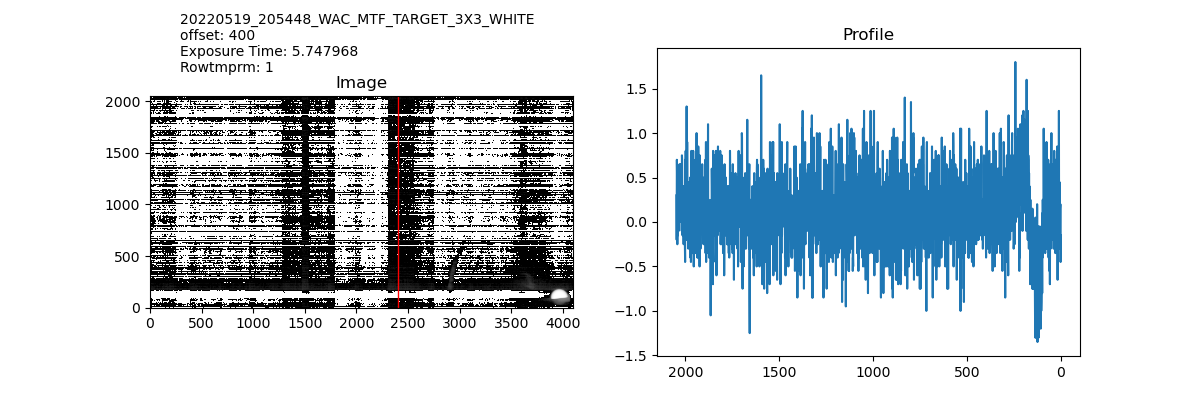 20220519_205448_WAC_MTF_TARGET_3X3_WHITE
offset: 400
Exposure Time: 5.747968
Rowtmprm: 1
Image
2000
1500
1000
500
0
0 500 1000 1500 2000 2500 3000 3500 4000
Profile
1.5
1.0
0.5
0.0
−0.5
−1.0
−1.5
2000 1500 1000 500 0